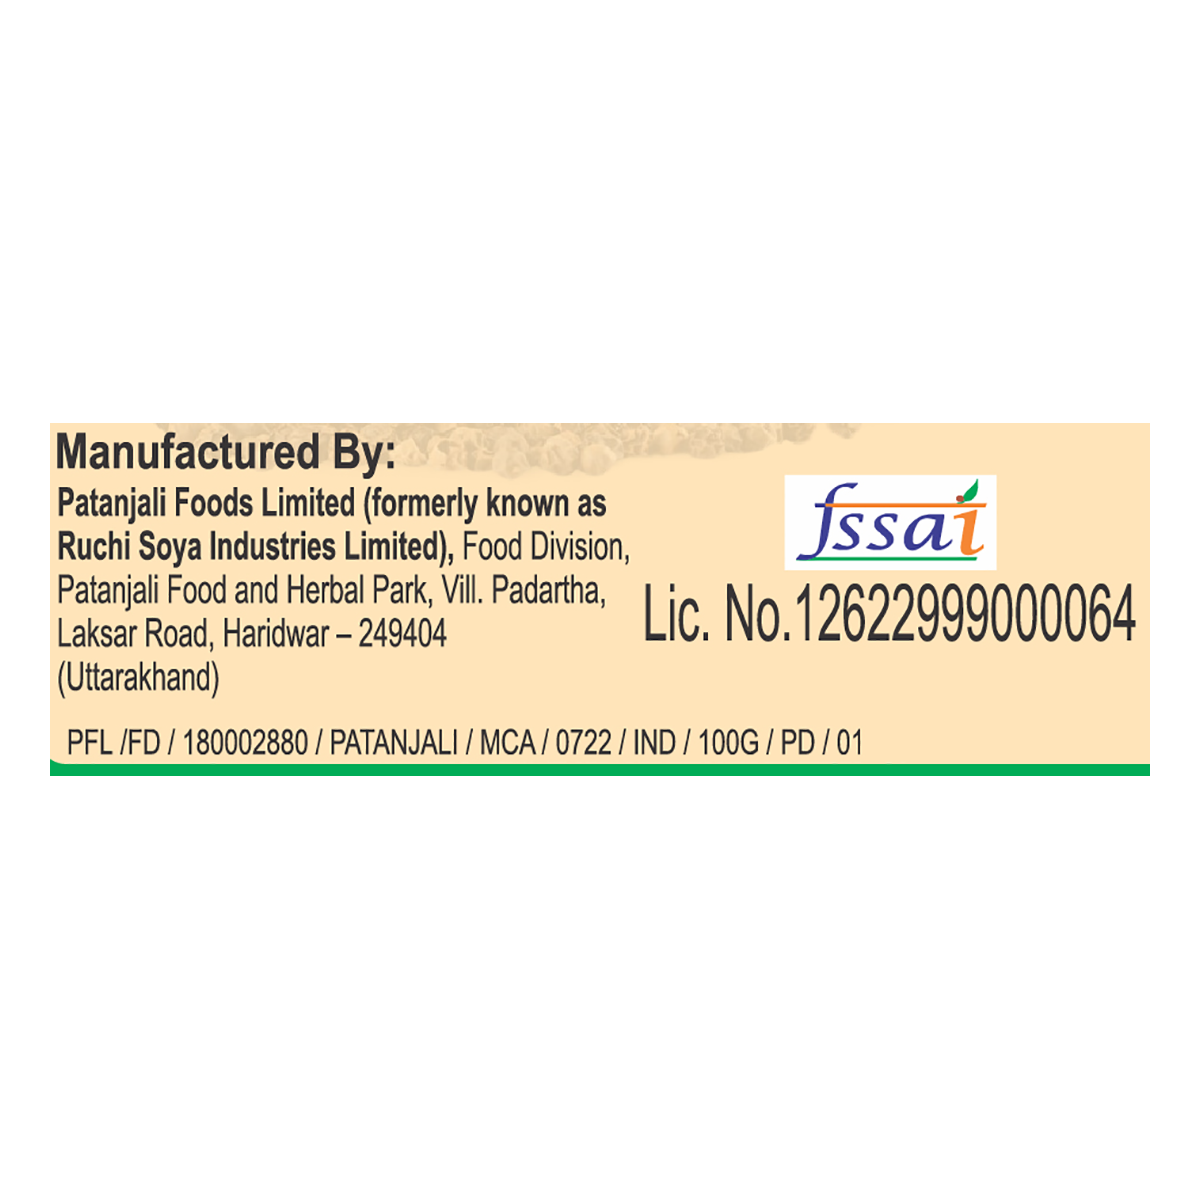 Manufactured By:
Patanjali Foods Limited (formerly known as
Ruchi Soya Industries Limited), Food Division,
Patanjali Food and Herbal Park, Vill. Padartha,
Laksar Road, Haridwar – 249404
(Uttarakhand)
fssai
Lic. No.12622999000064
PFL /FD / 180002880 / PATANJALI / MCA / 0722 / IND / 100G / PD / 01